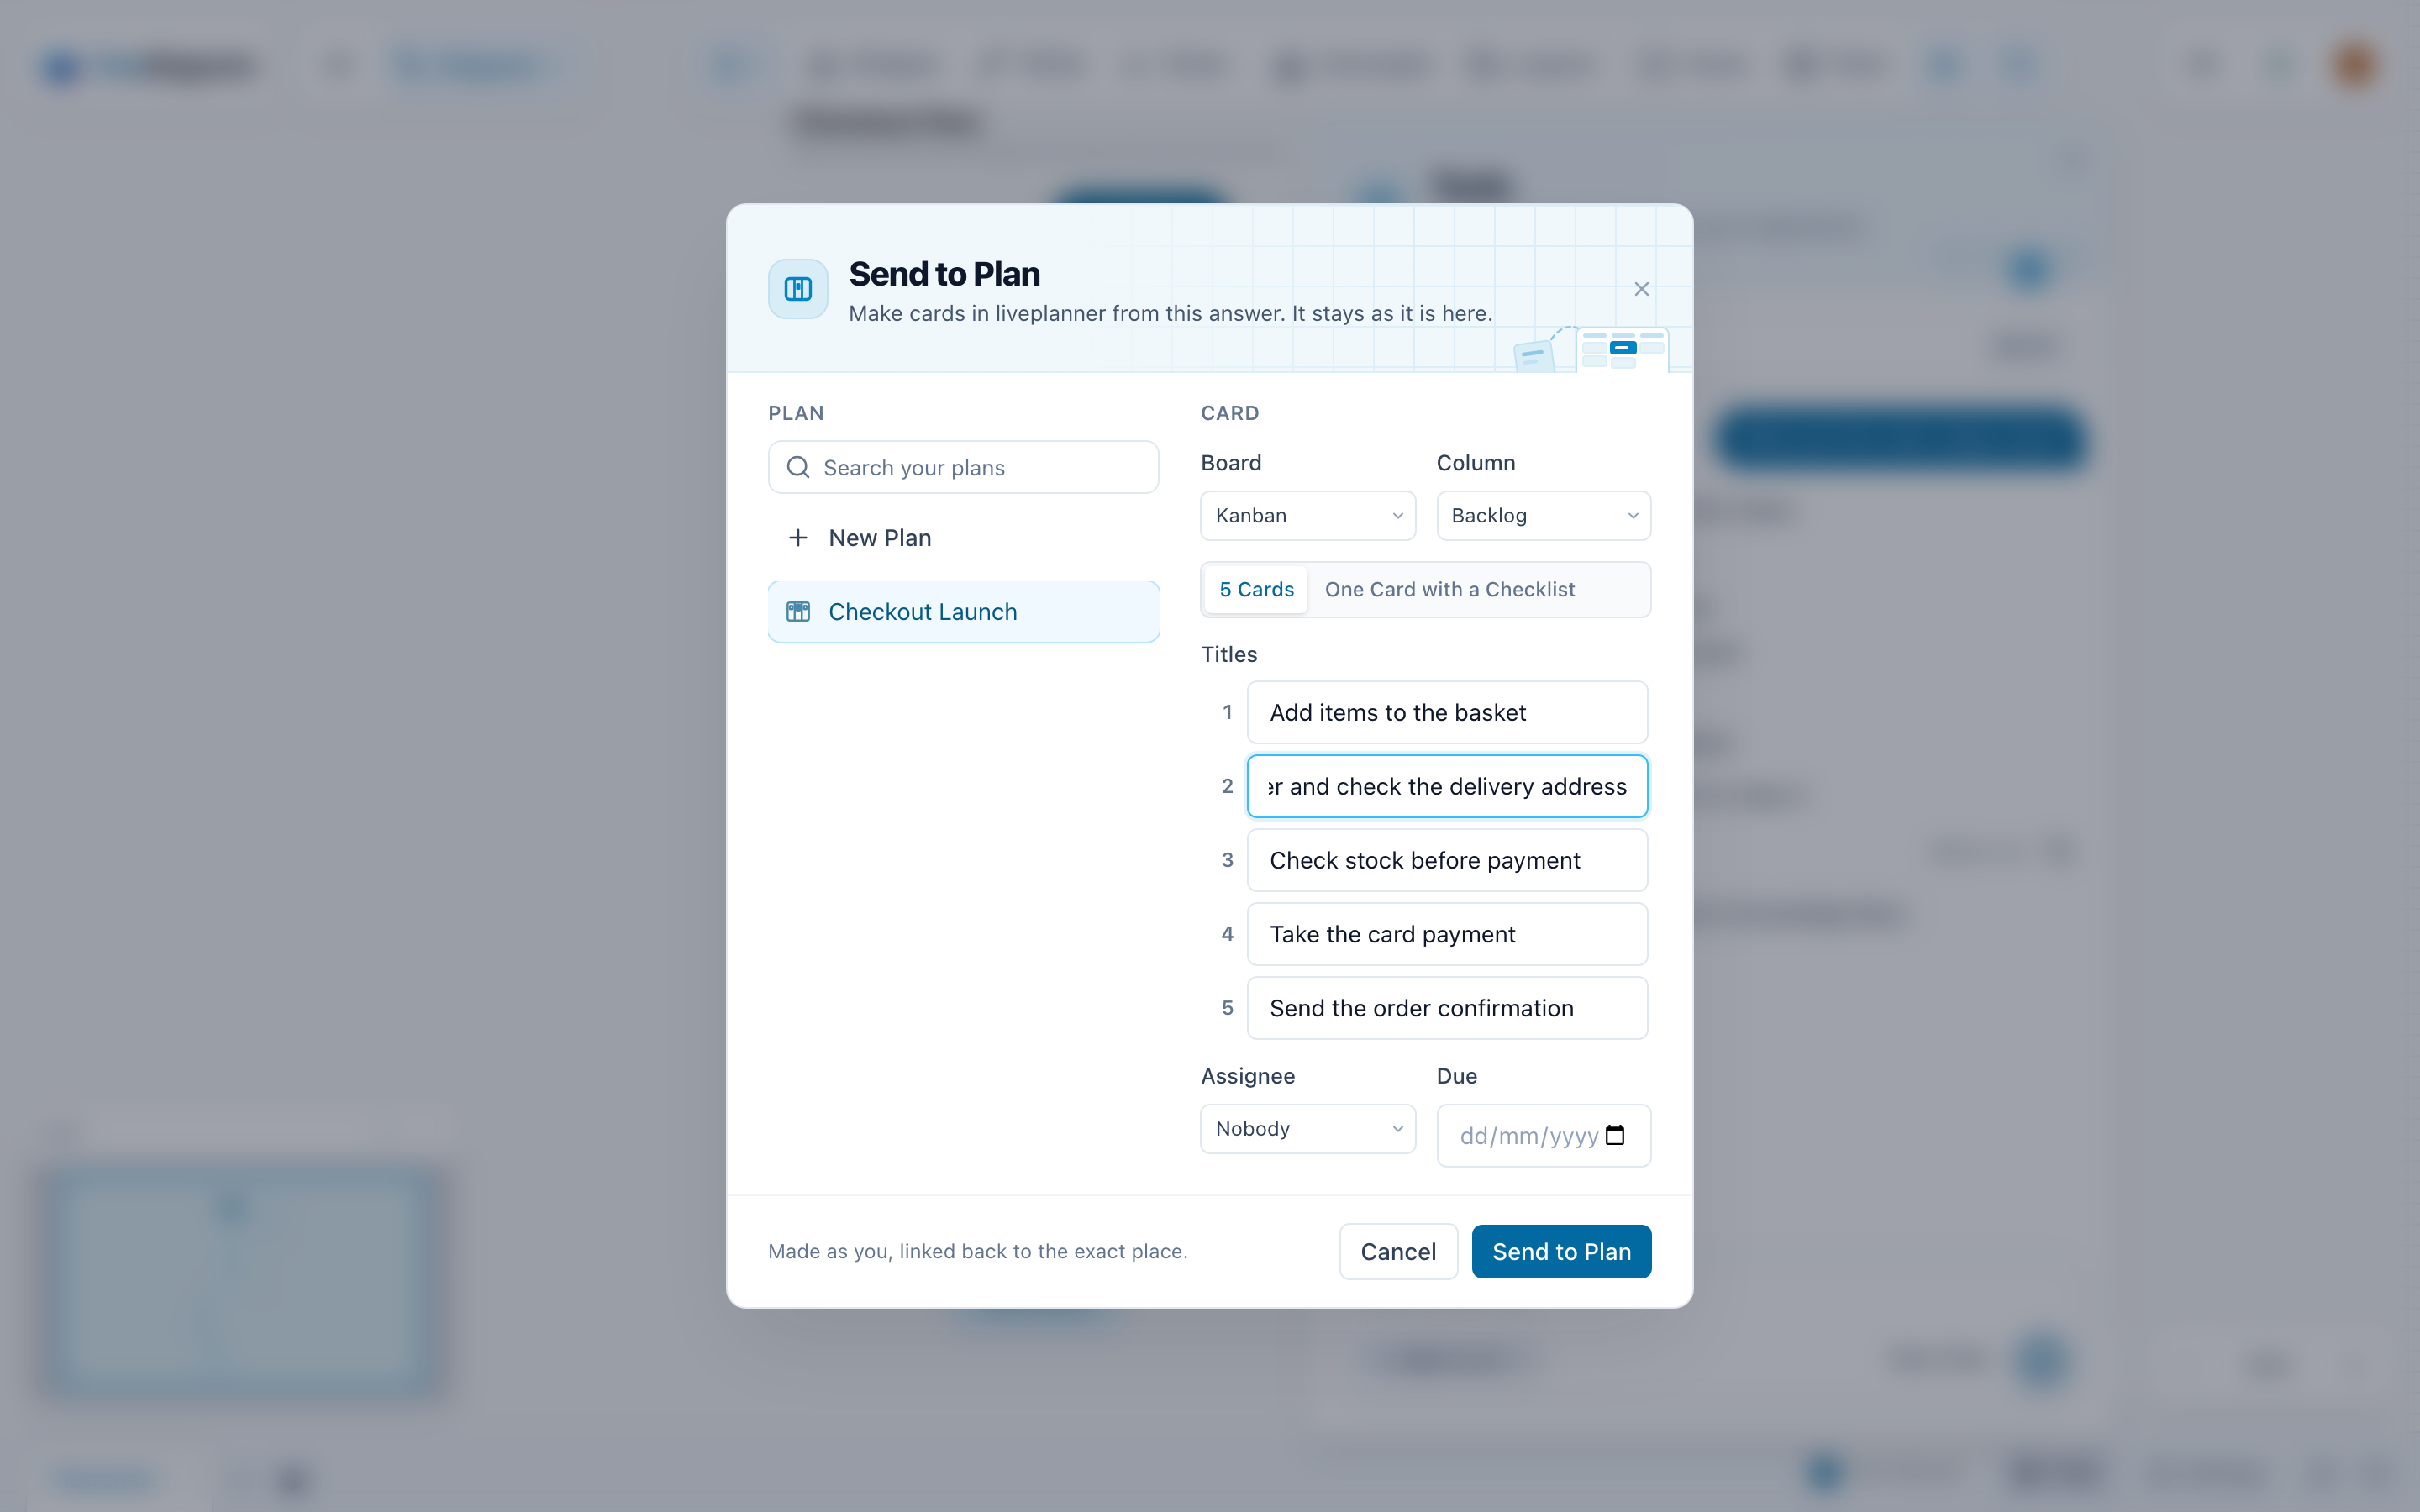 Send to Plan
Make cards in liveplanner from this answer. It stays as it is here.
PLAN
Search your plans
New Plan
Checkout Launch
CARD
Board
Column
Kanban
Backlog
5 Cards
One Card with a Checklist
Titles
1 Add items to the basket
2 and check the delivery address
3 Check stock before payment
4 Take the card payment
5 Send the order confirmation
Assignee
Due
Nobody
dd/mm/yyyy
Made as you, linked back to the exact place.
Cancel
Send to Plan